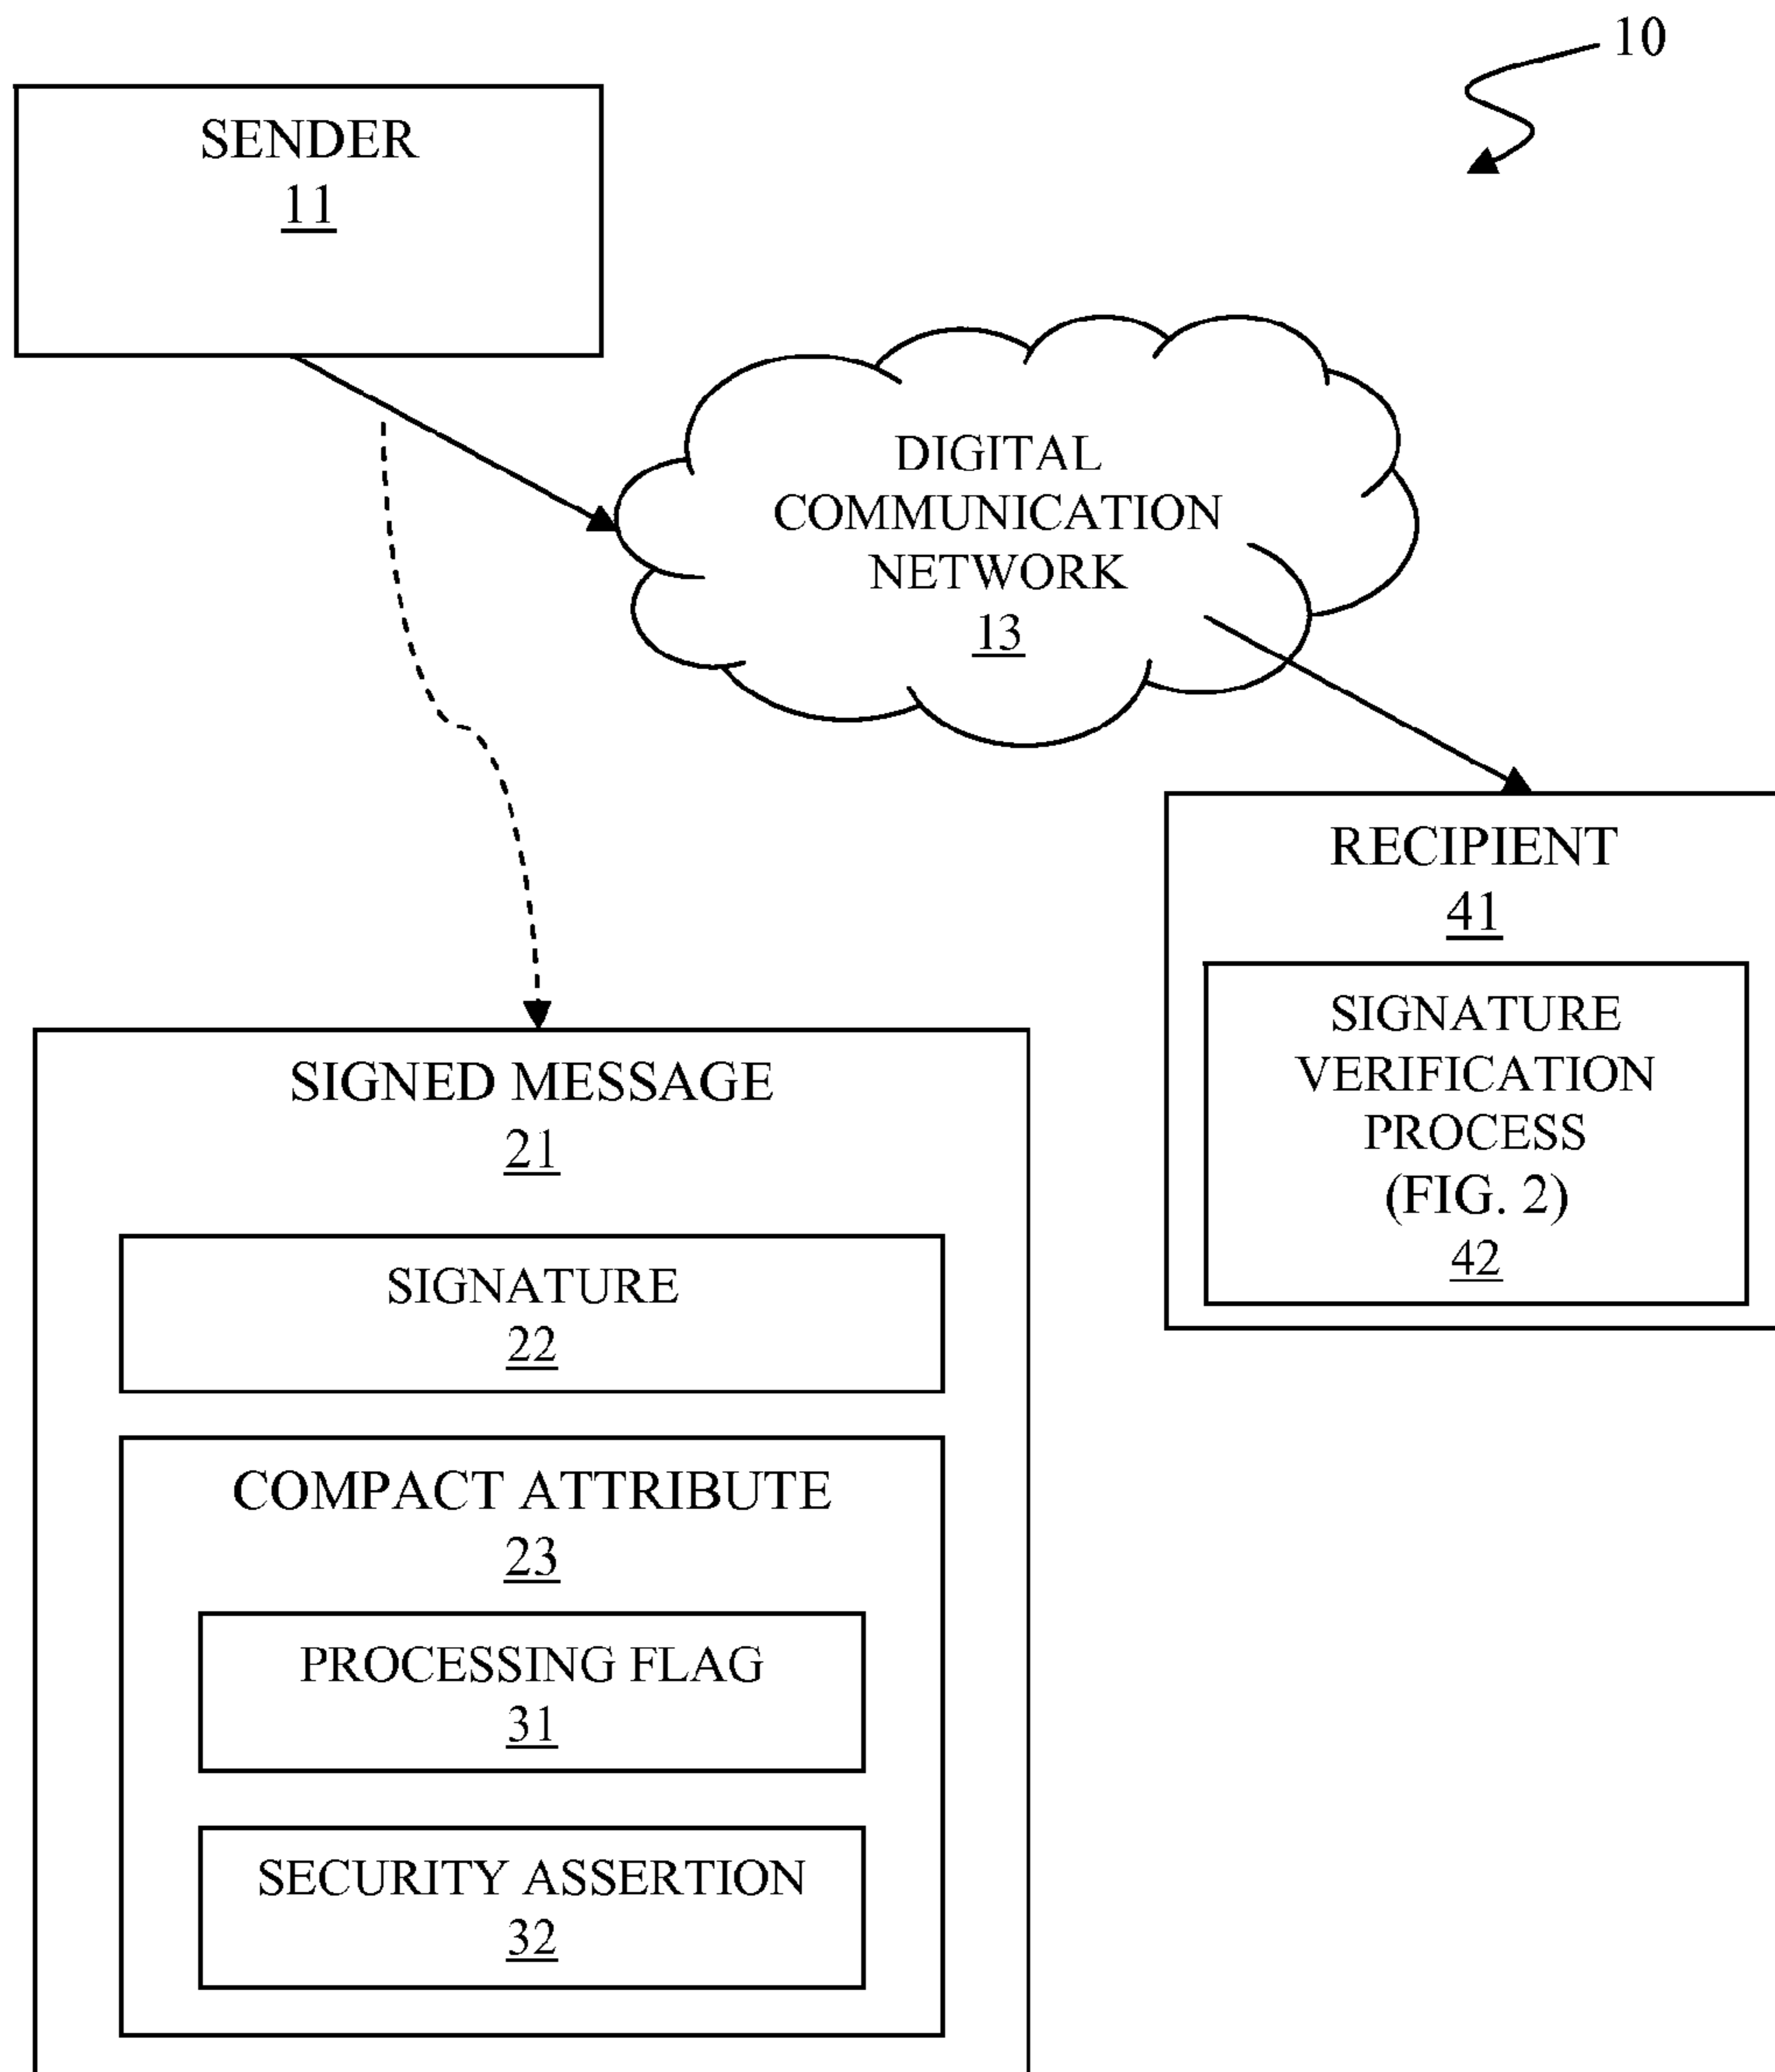 10
SENDER
11
DIGITAL
COMMUNICATION
NETWORK
13
RECIPIENT
41
SIGNATURE
VERIFICATION
PROCESS
(FIG. 2)
42
SIGNED MESSAGE
21
SIGNATURE
22
COMPACT ATTRIBUTE
23
PROCESSING FLAG
31
SECURITY ASSERTION
32